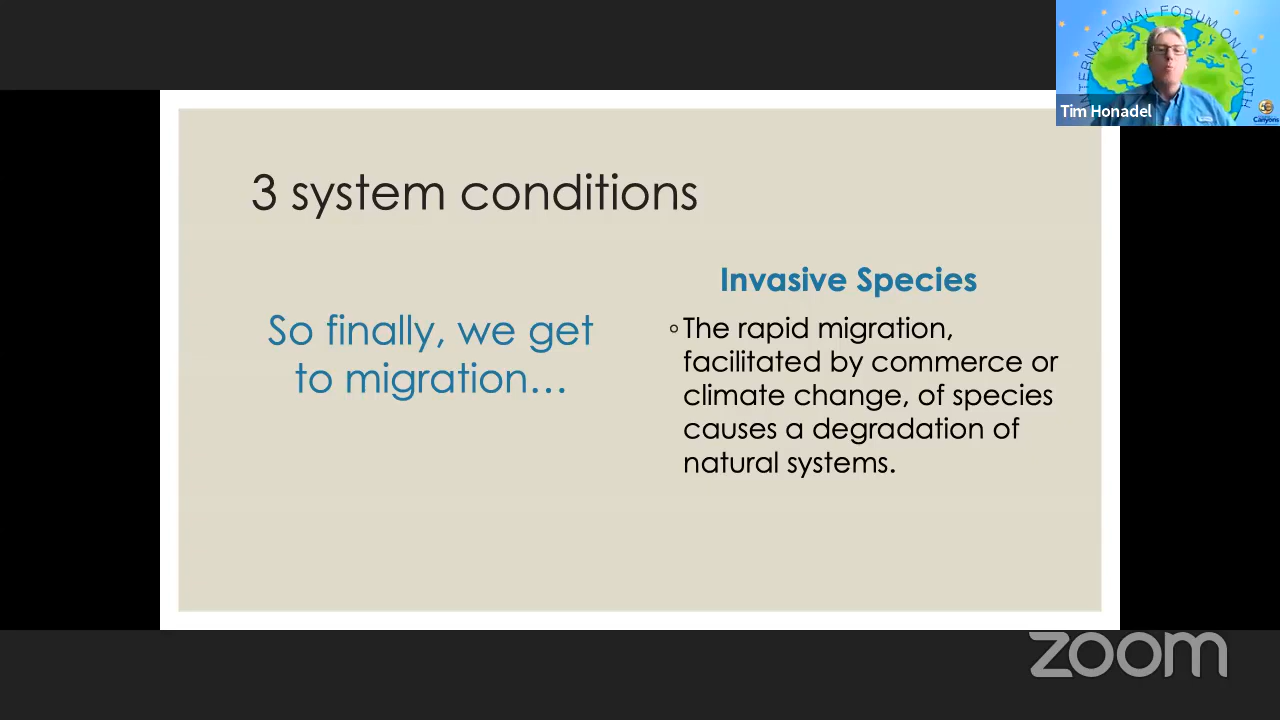 INTERNATIONAL FORUM ON YOUTH
Canyons
Tim Honadel
3 system conditions
So finally, we get
to migration…
Invasive Species
◦The rapid migration,
facilitated by commerce or
climate change, of species
causes a degradation of
natural systems.
zoom